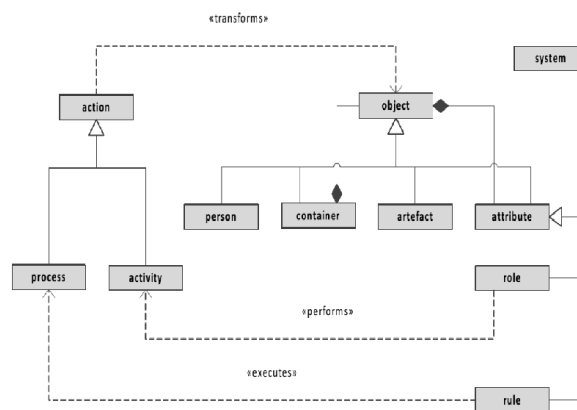 «transforms»
system
action
object
person
container
artefact
attribute
process
activity
role
«performs»
«executes»
rule